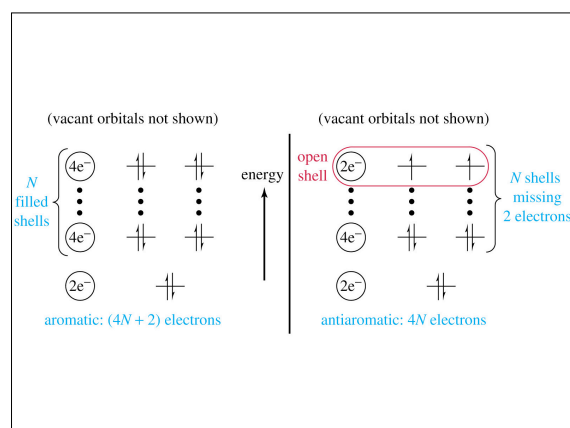 (vacant orbitals not shown)
4e⁻
N
filled
shells
4e⁻
2e⁻
aromatic: (4N + 2) electrons
energy
(vacant orbitals not shown)
open
shell
2e⁻
N shells
missing
2 electrons
4e⁻
2e⁻
antiaromatic: 4N electrons